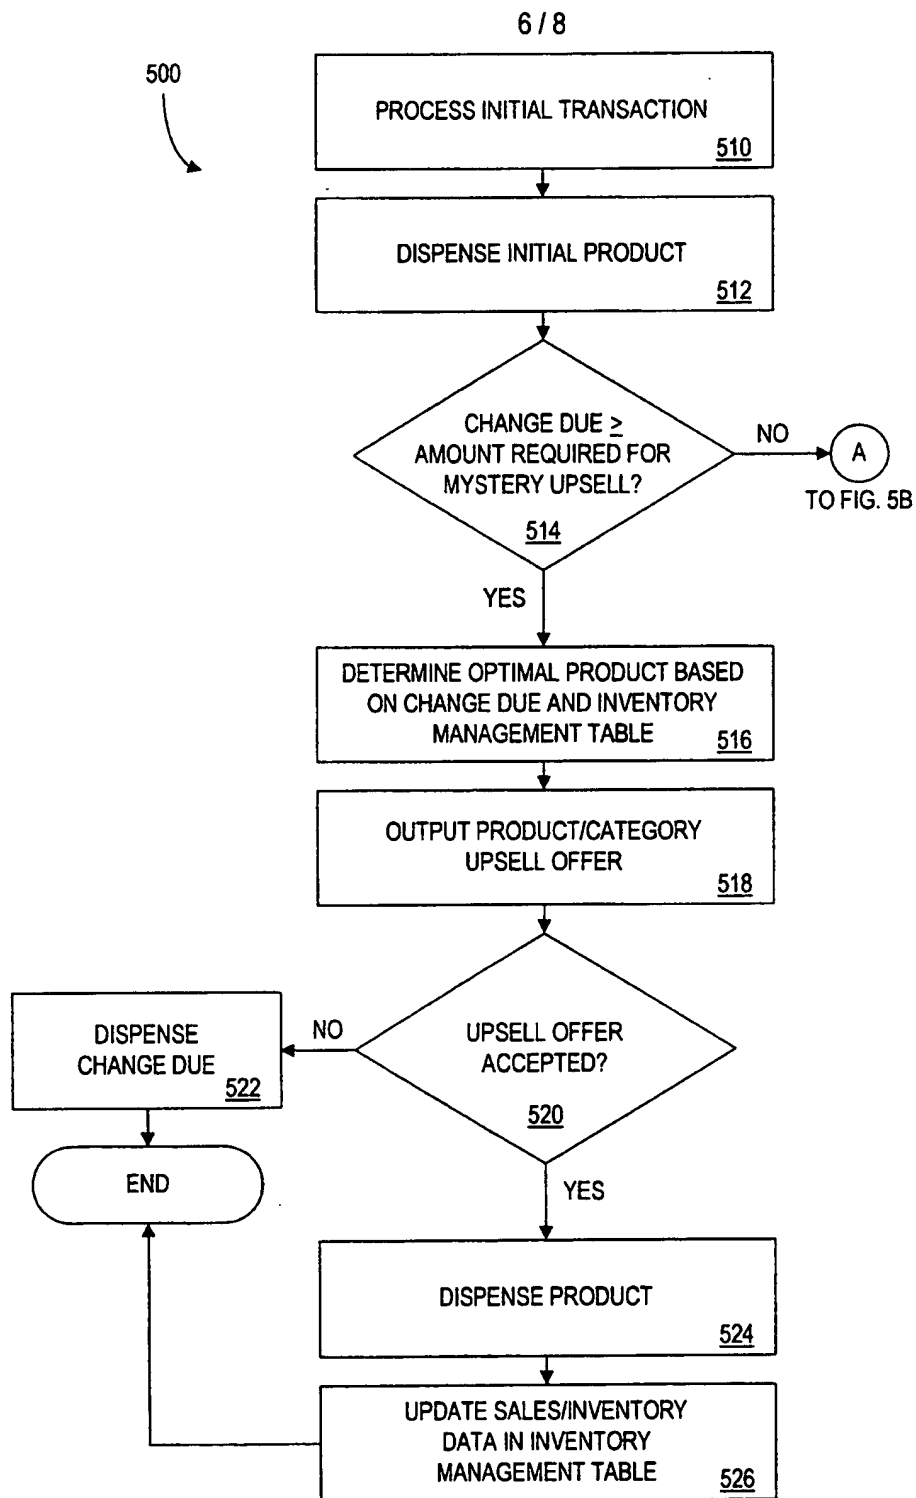 6 / 8
500
PROCESS INITIAL TRANSACTION
510
DISPENSE INITIAL PRODUCT
512
CHANGE DUE ≥
AMOUNT REQUIRED FOR
MYSTERY UPSELL?
514
NO
A
TO FIG. 5B
YES
DETERMINE OPTIMAL PRODUCT BASED
ON CHANGE DUE AND INVENTORY
MANAGEMENT TABLE
516
OUTPUT PRODUCT/CATEGORY
UPSELL OFFER
518
UPSELL OFFER
ACCEPTED?
520
NO
DISPENSE
CHANGE DUE
522
END
YES
DISPENSE PRODUCT
524
UPDATE SALES/INVENTORY
DATA IN INVENTORY
MANAGEMENT TABLE
526